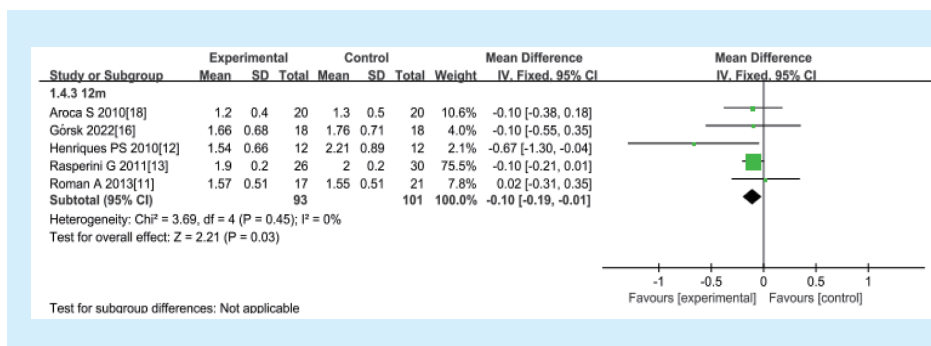 Experimental Control Mean Difference Mean Difference
Study or Subgroup Mean SD Total Mean SD Total Weight IV. Fixed. 95% CI IV. Fixed. 95% CI
1.4.3 12m
Aroca S 2010[18] 1.2 0.4 20 1.3 0.5 20 10.6% -0.10 [-0.38, 0.18]
Górsk 2022[16] 1.66 0.68 18 1.76 0.71 18 4.0% -0.10 [-0.55, 0.35]
Henriques PS 2010[12] 1.54 0.66 12 2.21 0.89 12 2.1% -0.67 [-1.30, -0.04]
Rasperini G 2011[13] 1.9 0.2 26 2 0.2 30 75.5% -0.10 [-0.21, 0.01]
Roman A 2013[11] 1.57 0.51 17 1.55 0.51 21 7.8% 0.02 [-0.31, 0.35]
Subtotal (95% CI) 93 101 100.0% -0.10 [-0.19, -0.01]
Heterogeneity: Chi² = 3.69, df = 4 (P = 0.45); I² = 0%
Test for overall effect: Z = 2.21 (P = 0.03)
-1 -0.5 0 0.5 1
Favours [experimental] Favours [control]
Test for subgroup differences: Not applicable